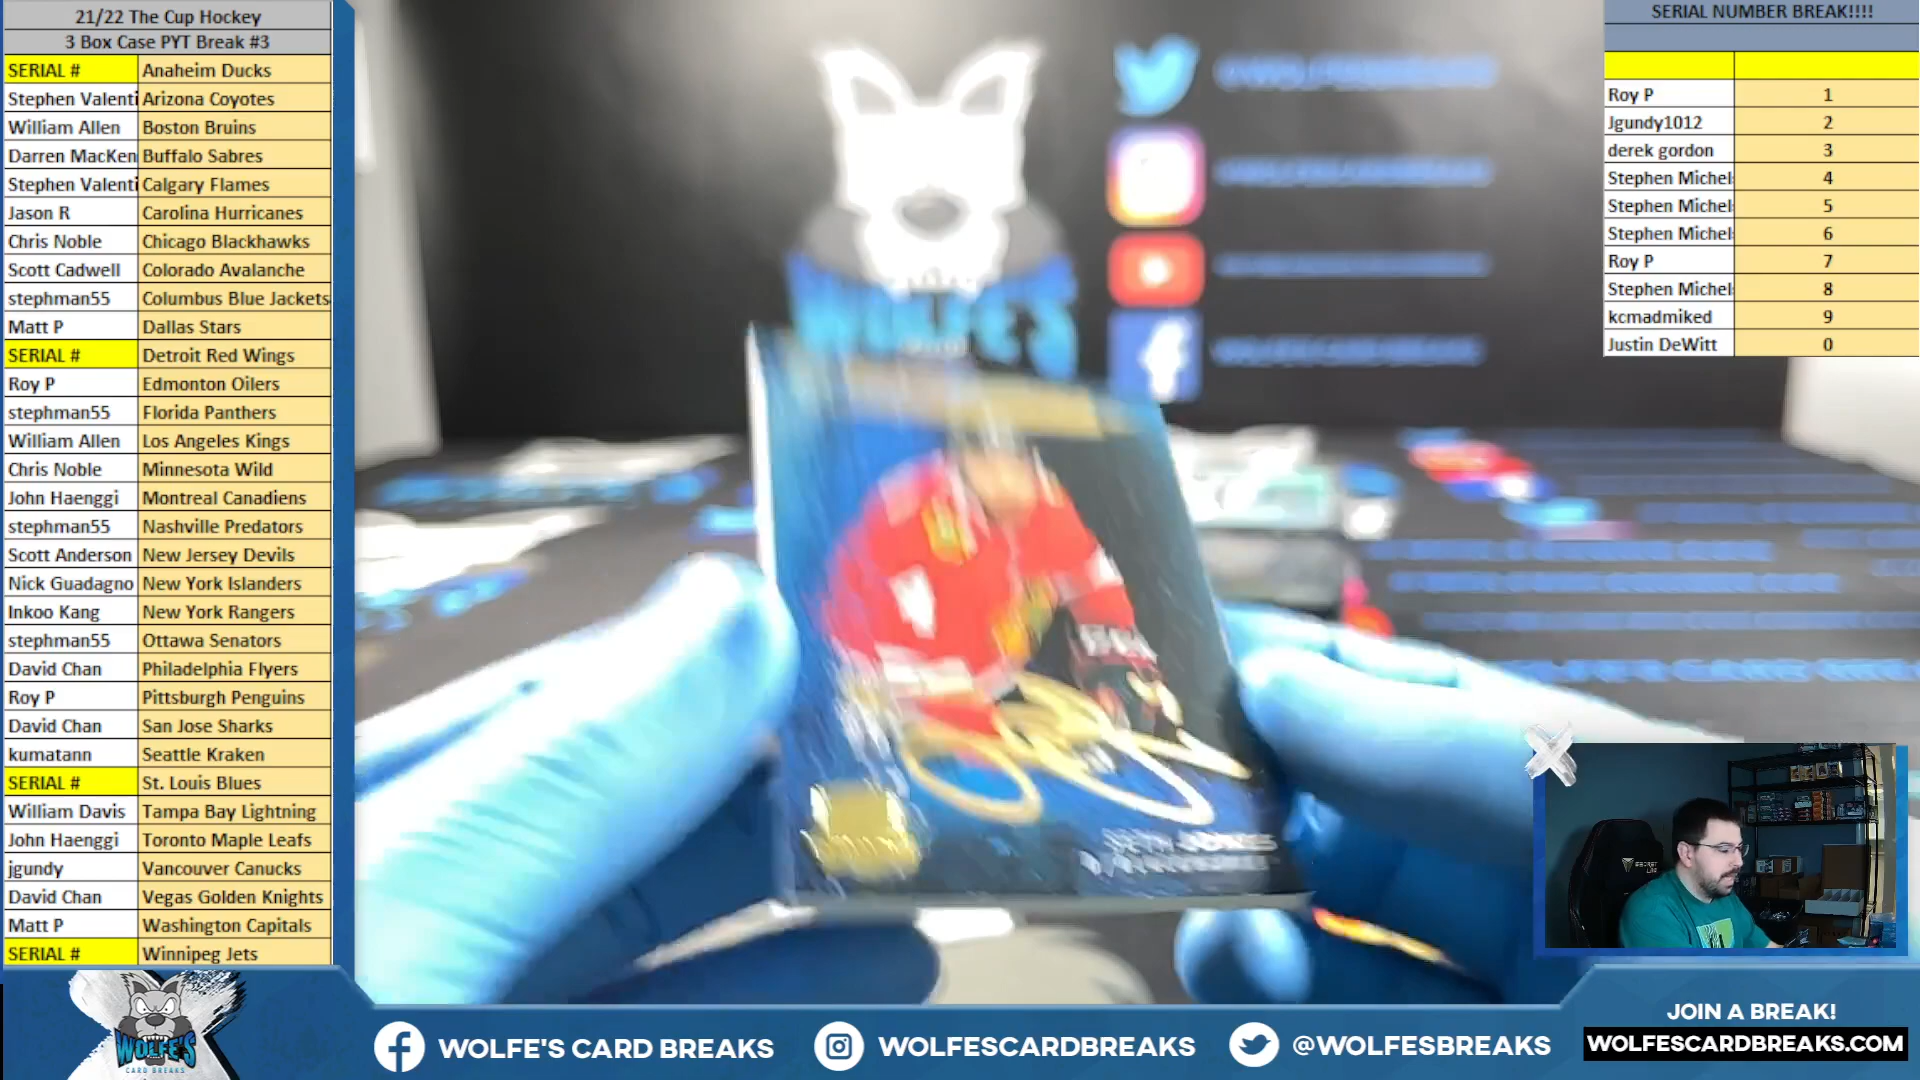 21/22 The Cup Hockey
3 Box Case PYT Break #3
SERIAL # Anaheim Ducks
Stephen Valenti Arizona Coyotes
William Allen Boston Bruins
Darren MacKen Buffalo Sabres
Stephen Valenti Calgary Flames
Jason R Carolina Hurricanes
Chris Noble Chicago Blackhawks
Scott Cadwell Colorado Avalanche
stephman55 Columbus Blue Jackets
Matt P Dallas Stars
SERIAL # Detroit Red Wings
Roy P Edmonton Oilers
stephman55 Florida Panthers
William Allen Los Angeles Kings
Chris Noble Minnesota Wild
John Haenggi Montreal Canadiens
stephman55 Nashville Predators
Scott Anderson New Jersey Devils
Nick Guadagno New York Islanders
Inkoo Kang New York Rangers
stephman55 Ottawa Senators
David Chan Philadelphia Flyers
Roy P Pittsburgh Penguins
David Chan San Jose Sharks
kumatann Seattle Kraken
SERIAL # St. Louis Blues
William Davis Tampa Bay Lightning
John Haenggi Toronto Maple Leafs
jgundy Vancouver Canucks
David Chan Vegas Golden Knights
Matt P Washington Capitals
SERIAL # Winnipeg Jets
SERIAL NUMBER BREAK!!!!
Roy P 1
Jgundy1012 2
derek gordon 3
Stephen Michel 4
Stephen Michel 5
Stephen Michel 6
Roy P 7
Stephen Michel 8
kcmadmiked 9
Justin DeWitt 0
WOLFE'S
SETH JONES
WOLFE'S
CARD BREAKS
WOLFE'S CARD BREAKS
WOLFESCARDBREAKS
@WOLFESBREAKS
JOIN A BREAK!
WOLFESCARDBREAKS.COM